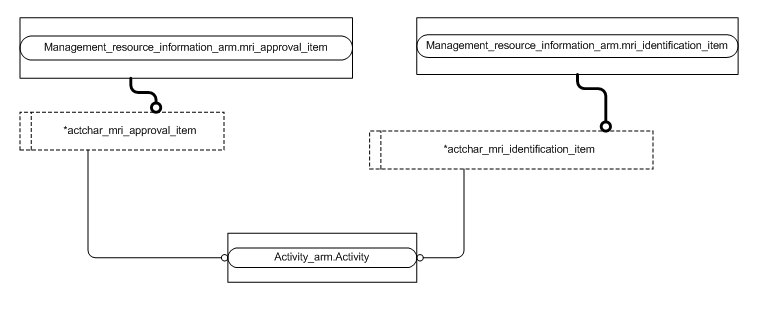 Management_resource_information_arm.mri_approval_item
Management_resource_information_arm.mri_identification_item
*actchar_mri_approval_item
*actchar_mri_identification_item
Activity_arm.Activity